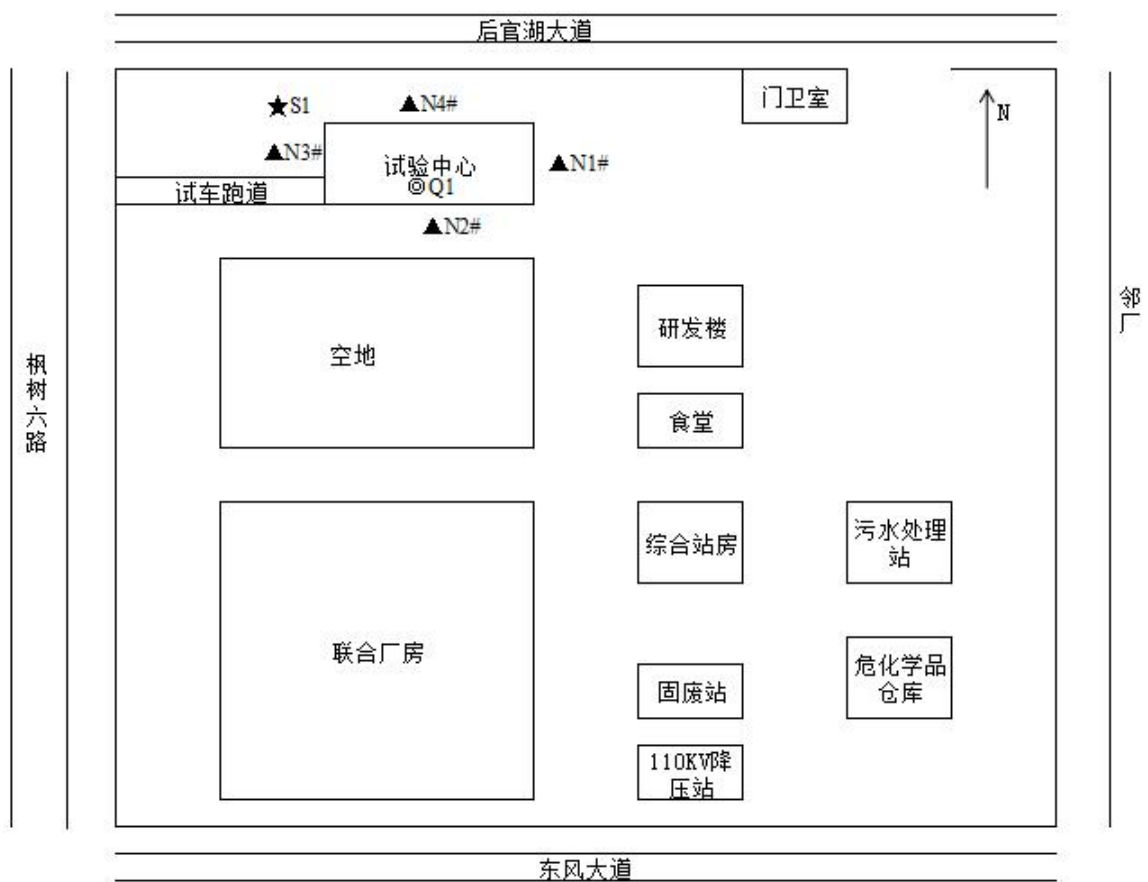 后官湖大道
门卫室
★S1
▲N4#
N
▲N3#
试验中心
◎Q1
▲N1#
试车跑道
▲N2#
研发楼
空地
邻厂
枫树六路
食堂
综合站房
污水处理
站
联合厂房
危化学品
仓库
固废站
110KV降
压站
东风大道